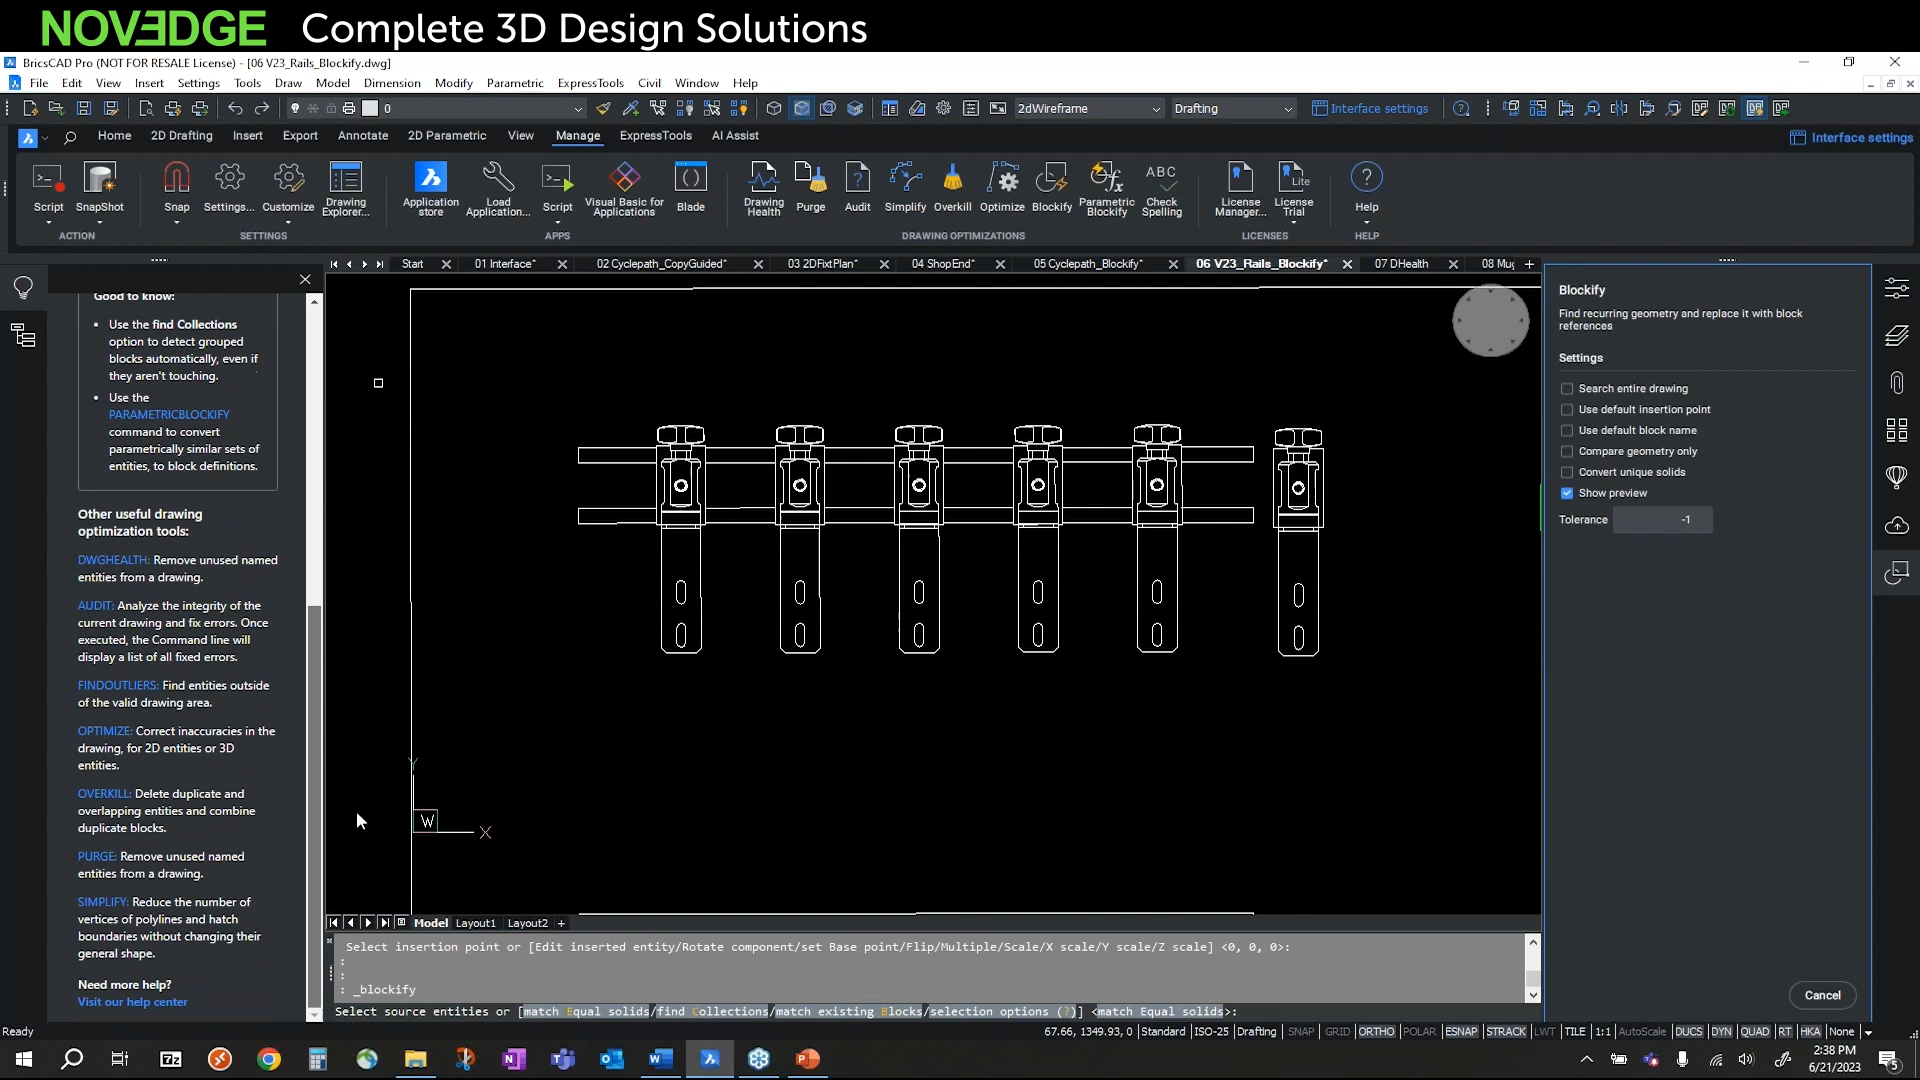 NOVEDGE Complete 3D Design Solutions
BricsCAD Pro (NOT FOR RESALE License) - [06 V23_Rails_Blockify.dwg]
File Edit View Insert Settings Tools Draw Model Dimension Modify Parametric ExpressTools Civil Window Help
0 2dWireframe Drafting Interface settings
Home 2D Drafting Insert Export Annotate 2D Parametric View Manage ExpressTools AI Assist Interface settings
Script SnapShot Snap Settings... Customize Drawing Explorer... Application store Load Application... Script Visual Basic for Applications Blade Drawing Health Purge Audit Simplify Overkill Optimize Blockify Parametric Blockify ABC Check Spelling License Manager... Lite License Trial Help
ACTION SETTINGS APPS DRAWING OPTIMIZATIONS LICENSES HELP
Start 01 Interface* 02 Cyclepath_CopyGuided* 03 2DFixtPlan* 04 ShopEnd* 05 Cyclepath_Blockify* 06 V23_Rails_Blockify* 07 DHealth
Good to know:
• Use the find Collections
option to detect grouped
blocks automatically, even if
they aren't touching.
• Use the
PARAMETRICBLOCKIFY
command to convert
parametrically similar sets of
entities, to block definitions.
Other useful drawing
optimization tools:
DWGHEALTH: Remove unused named
entities from a drawing.
AUDIT: Analyze the integrity of the
current drawing and fix errors. Once
executed, the Command line will
display a list of all fixed errors.
FINDOUTLIERS: Find entities outside
of the valid drawing area.
OPTIMIZE: Correct inaccuracies in the
drawing, for 2D entities or 3D
entities.
OVERKILL: Delete duplicate and
overlapping entities and combine
duplicate blocks.
PURGE: Remove unused named
entities from a drawing.
SIMPLIFY: Reduce the number of
vertices of polylines and hatch
boundaries without changing their
general shape.
Need more help?
Visit our help center
Y
W X
Blockify
Find recurring geometry and replace it with block
references
Settings
Search entire drawing
Use default insertion point
Use default block name
Compare geometry only
Convert unique solids
Show preview
Tolerance -1
Cancel
Model Layout1 Layout2 +
Select insertion point or [Edit inserted entity/Rotate component/set Base point/Flip/Multiple/Scale/X scale/Y scale/Z scale] <0, 0, 0>:
:
:
: _blockify
Select source entities or [match Equal solids/find Collections/match existing Blocks/selection options (?)] <match Equal solids>:
Ready 67.66, 1349.93, 0 Standard ISO-25 Drafting SNAP GRID ORTHO POLAR ESNAP STRACK LWT TILE 1:1 AutoScale DUCS DYN QUAD RT HKA None
2:38 PM
6/21/2023
5